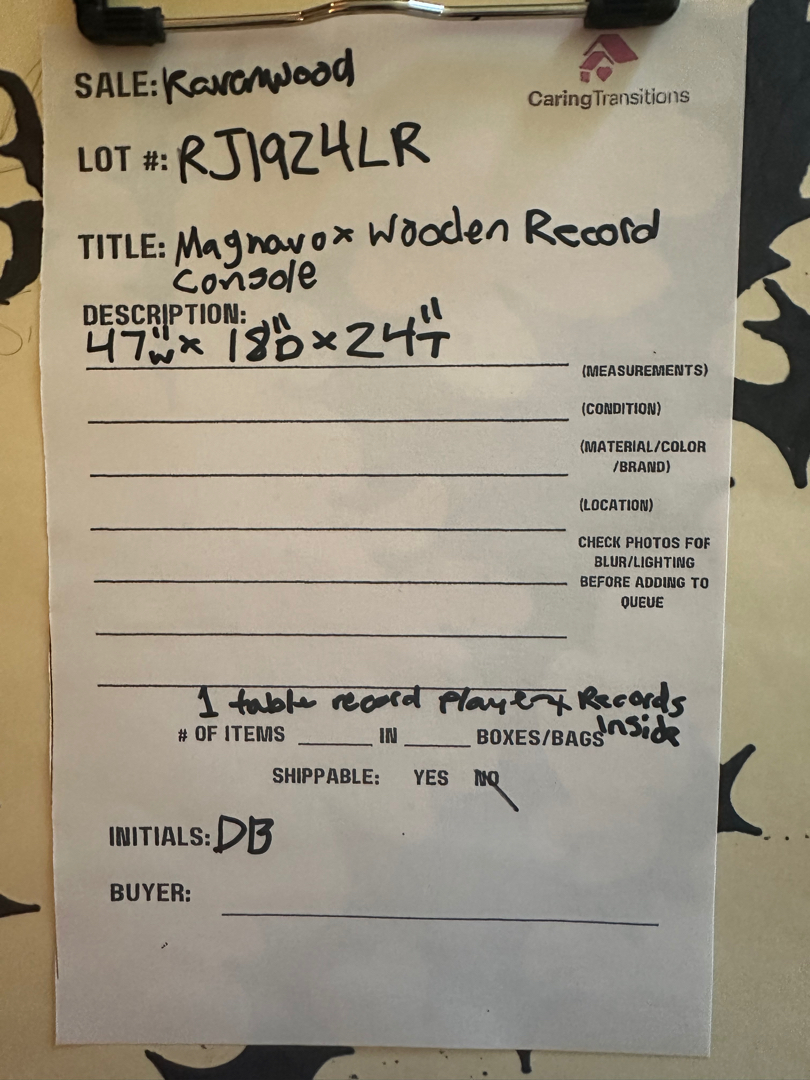 SALE: Ravenwood
CaringTransitions
LOT #: RJ1924LR
TITLE: Magnavox Wooden Record
Console
DESCRIPTION:
47"W x 18"D x 24"T
(MEASUREMENTS)
(CONDITION)
(MATERIAL/COLOR
/BRAND)
(LOCATION)
CHECK PHOTOS FOR
BLUR/LIGHTING
BEFORE ADDING TO
QUEUE
1 table record player + Records
Inside
# OF ITEMS ______ IN ______ BOXES/BAGS
SHIPPABLE: YES NO
INITIALS: DB
BUYER: